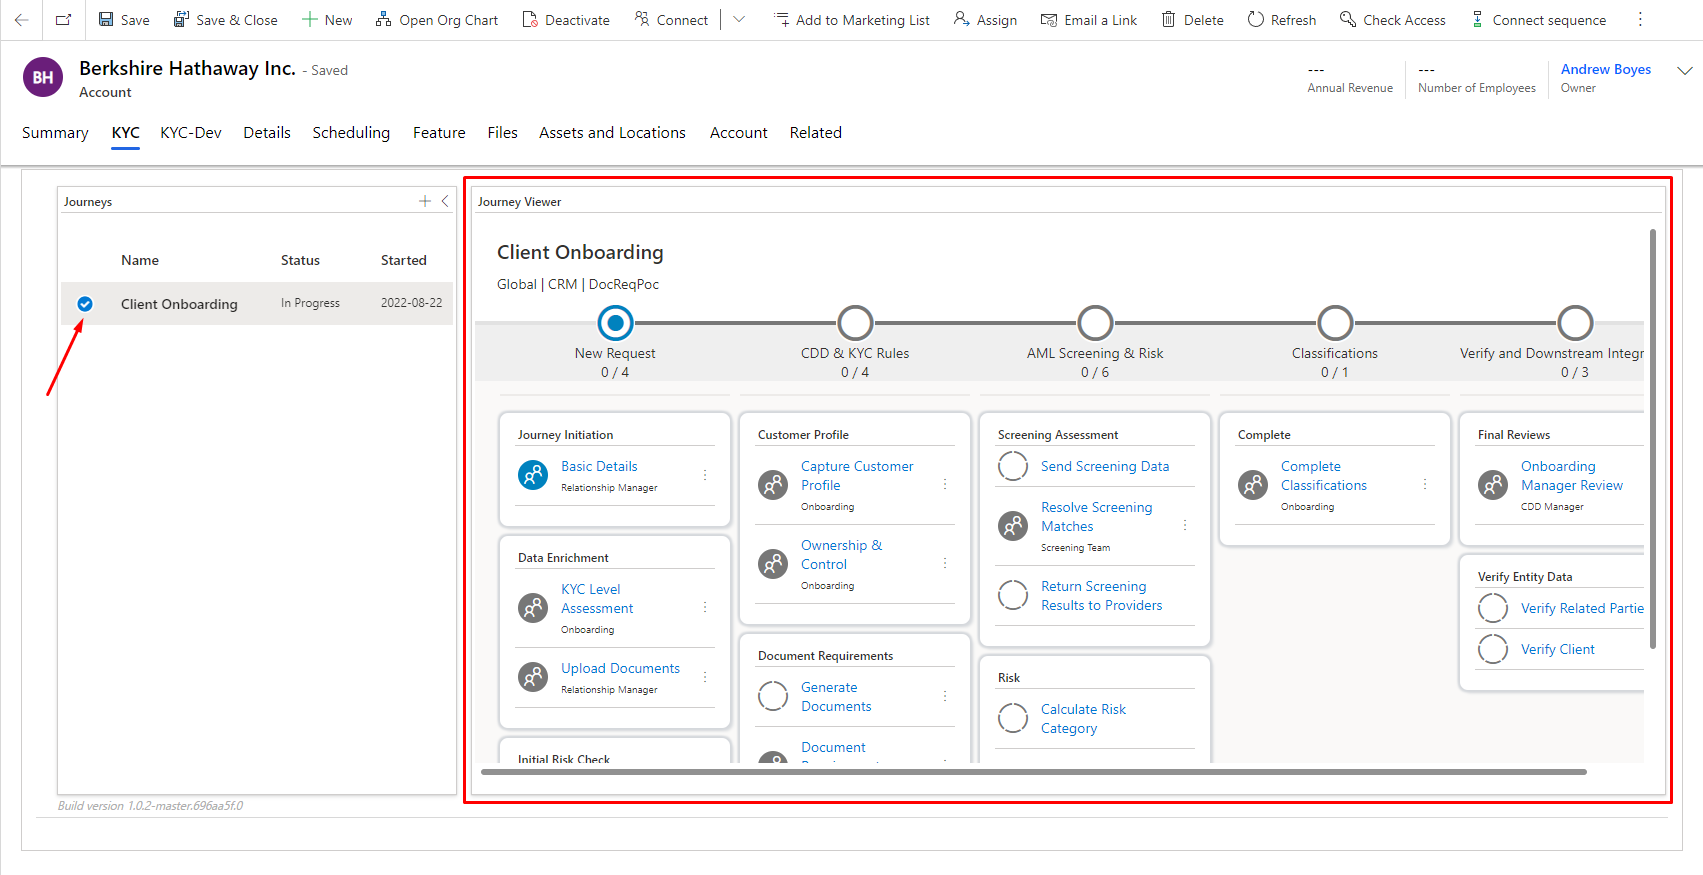 Save
Save & Close
New
Open Org Chart
Deactivate
Connect
Add to Marketing List
Assign
Email a Link
Delete
Refresh
Check Access
Connect sequence
BH
Berkshire Hathaway Inc. - Saved
Account
---
Annual Revenue
---
Number of Employees
Andrew Boyes
Owner
Summary
KYC
KYC-Dev
Details
Scheduling
Feature
Files
Assets and Locations
Account
Related
Journeys
Name
Status
Started
Client Onboarding
In Progress
2022-08-22
Build version 1.0.2-master.696aa5f.0
Journey Viewer
Client Onboarding
Global | CRM | DocReqPoc
New Request
0 / 4
CDD & KYC Rules
0 / 4
AML Screening & Risk
0 / 6
Classifications
0 / 1
Verify and Downstream Integr
0 / 3
Journey Initiation
Basic Details
Relationship Manager
Data Enrichment
KYC Level
Assessment
Onboarding
Upload Documents
Relationship Manager
Initial Risk Check
Customer Profile
Capture Customer
Profile
Onboarding
Ownership &
Control
Onboarding
Document Requirements
Generate
Documents
Document
Screening Assessment
Send Screening Data
Resolve Screening
Matches
Screening Team
Return Screening
Results to Providers
Risk
Calculate Risk
Category
Complete
Complete
Classifications
Onboarding
Final Reviews
Onboarding
Manager Review
CDD Manager
Verify Entity Data
Verify Related Partie
Verify Client